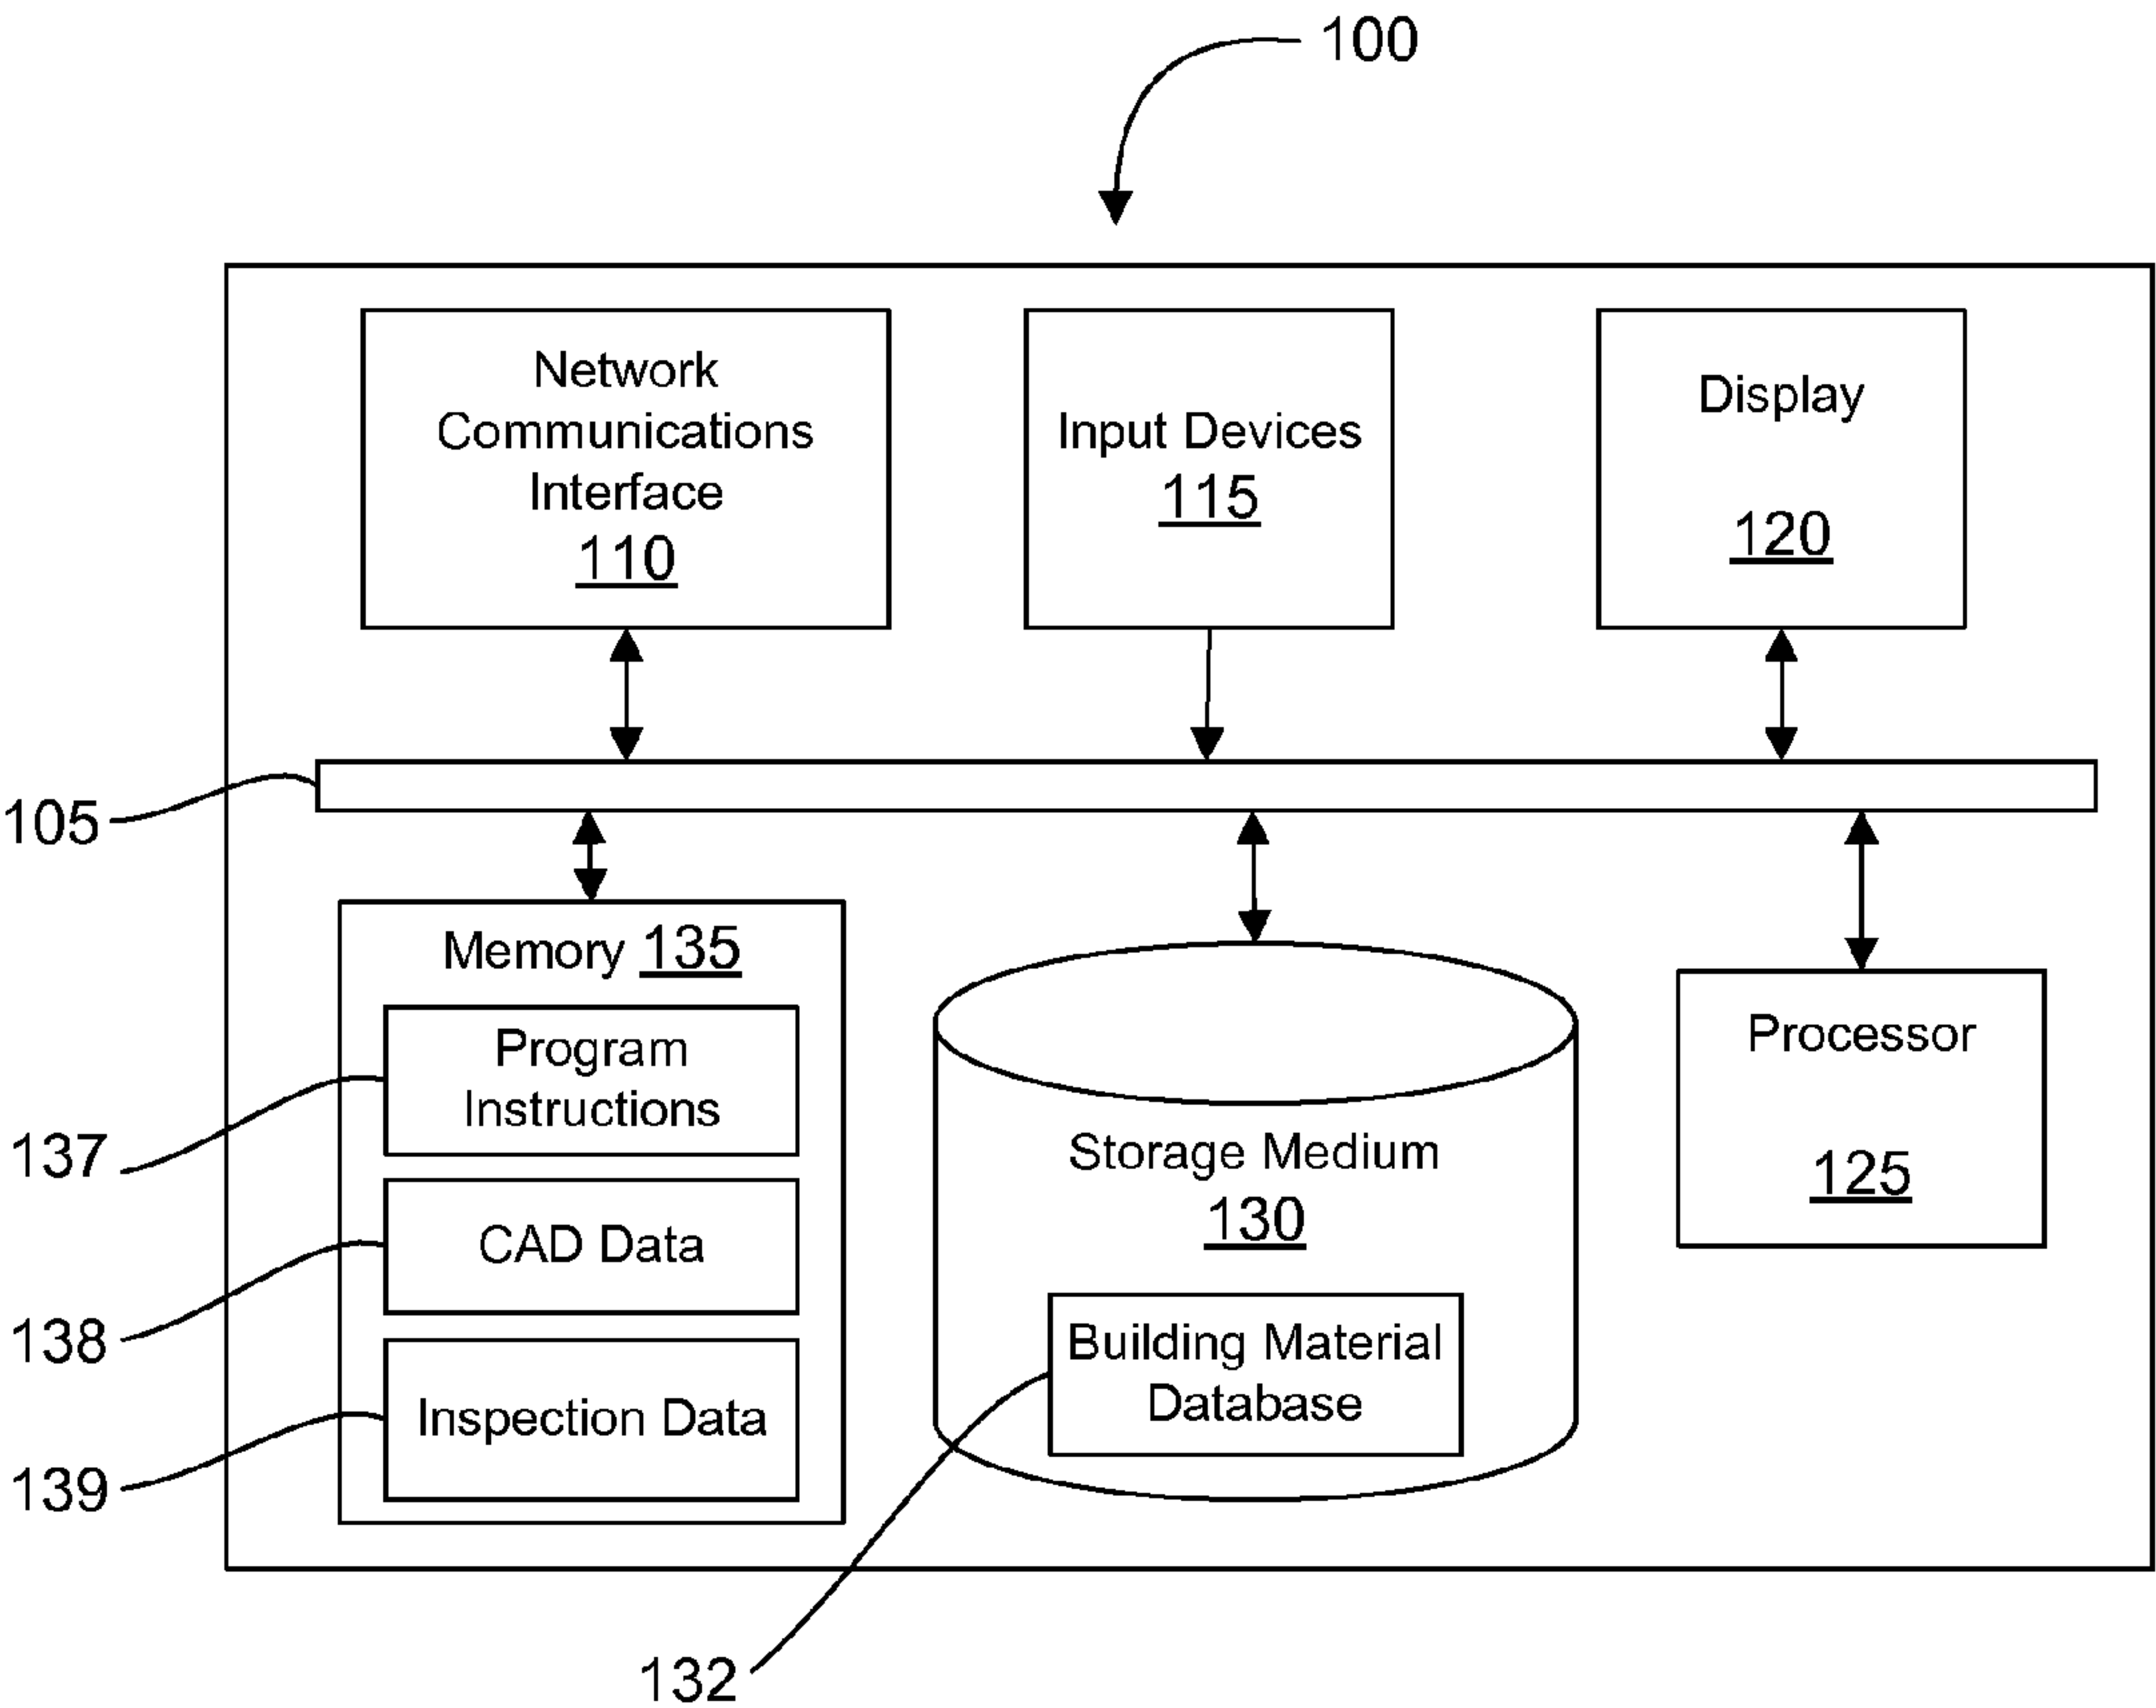 100
Network
Communications
Interface
110
Input Devices
115
Display
120
105
Memory 135
Program
Instructions
137
CAD Data
138
Inspection Data
139
Storage Medium
130
Building Material
Database
132
Processor
125